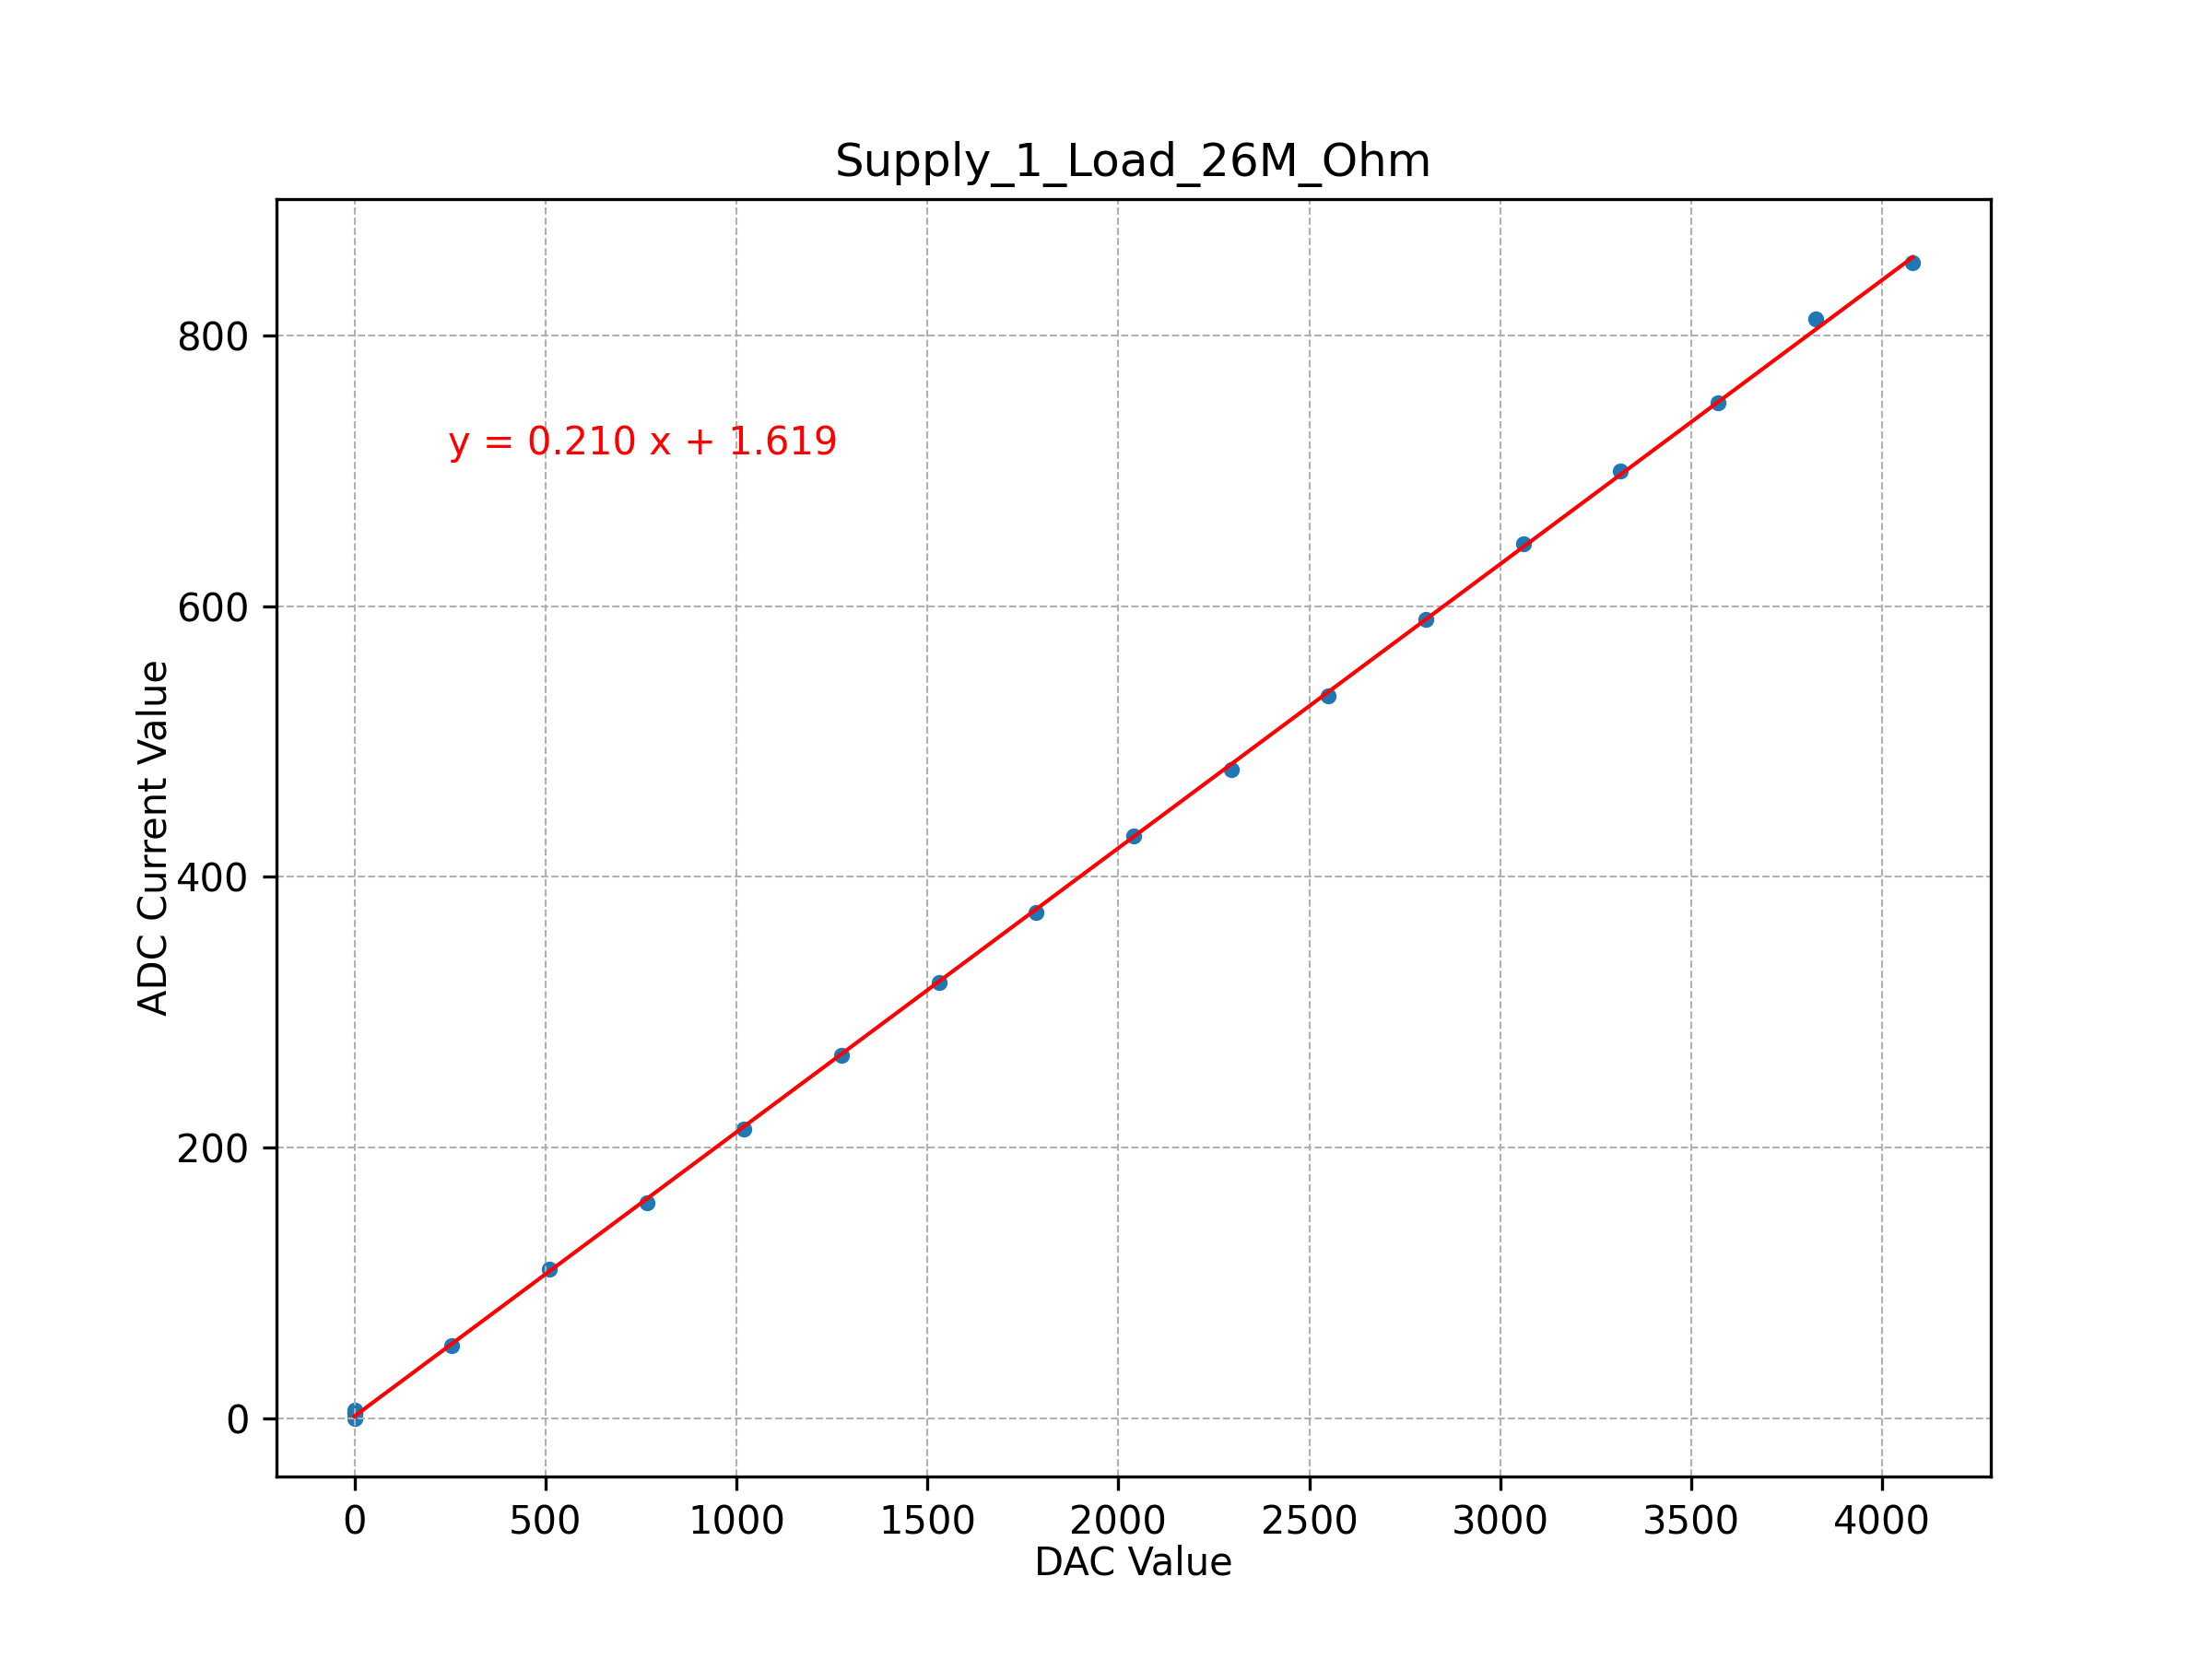 Supply_1_Load_26M_Ohm
y = 0.210 x + 1.619
ADC Current Value
800
600
400
200
0
0 500 1000 1500 2000 2500 3000 3500 4000
DAC Value